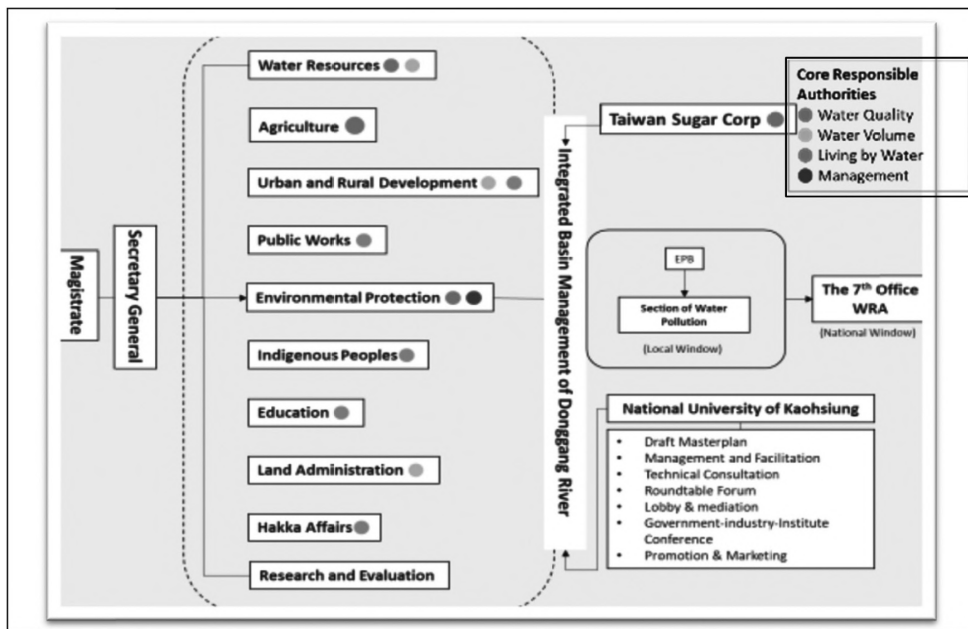 Magistrate
Secretary General
Water Resources
Agriculture
Urban and Rural Development
Public Works
Environmental Protection
Indigenous Peoples
Education
Land Administration
Hakka Affairs
Research and Evaluation
Integrated Basin Management of Donggang River
Taiwan Sugar Corp
Core Responsible
Authorities
Water Quality
Water Volume
Living by Water
Management
EPB
Section of Water
Pollution
(Local Window)
The 7th Office
WRA
(National Window)
National University of Kaohsiung
• Draft Masterplan
• Management and Facilitation
• Technical Consultation
• Roundtable Forum
• Lobby & mediation
• Government-industry-Institute
Conference
• Promotion & Marketing